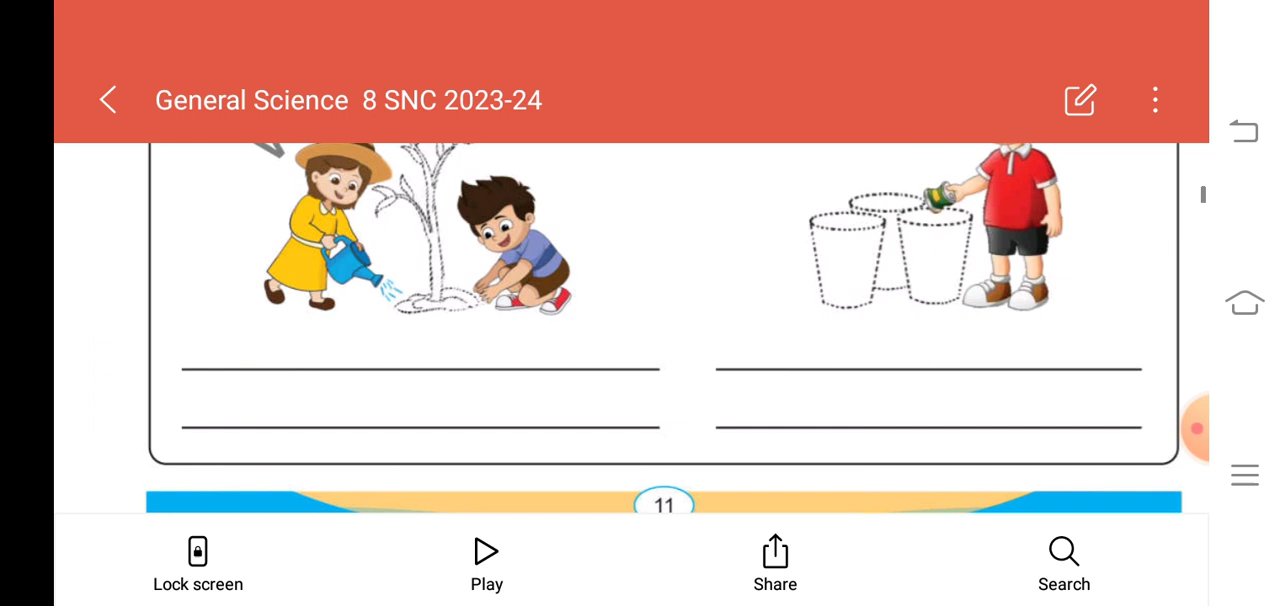 General Science 8 SNC 2023-24
11
Lock screen
Play
Share
Search